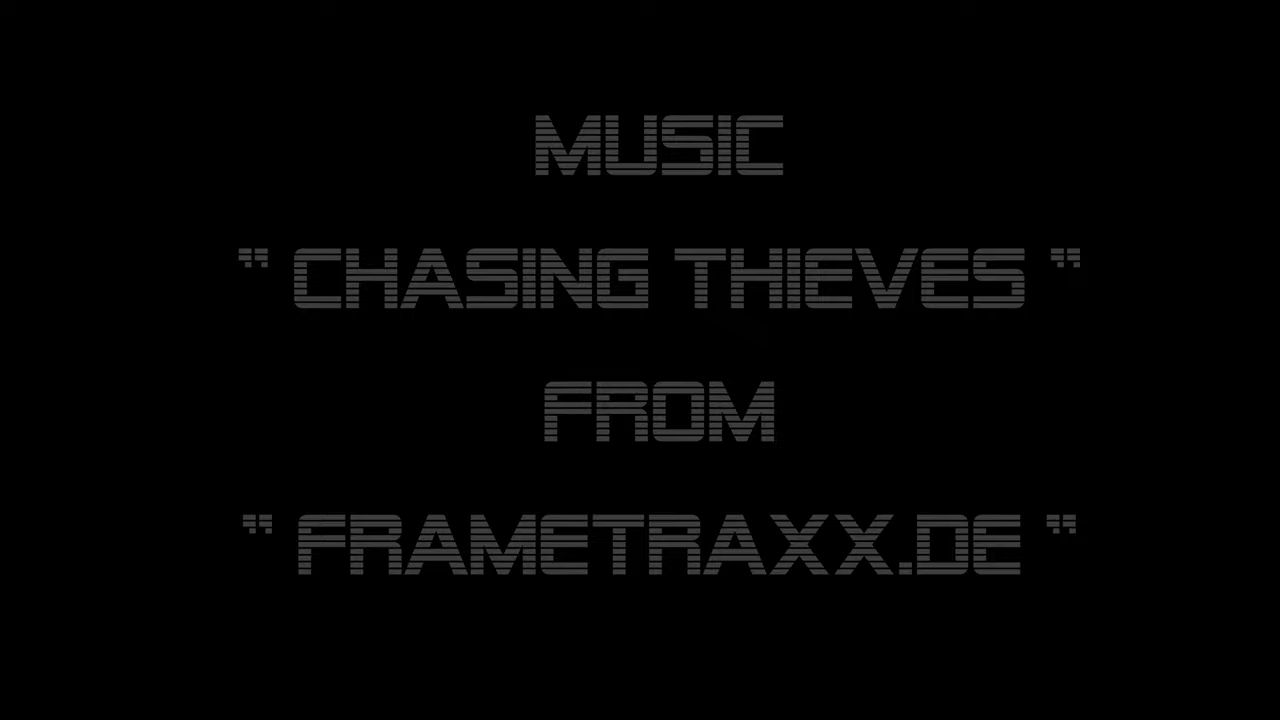 MUSIC
" CHASING THIEVES "
FROM
" FRAMETRAXX.DE "